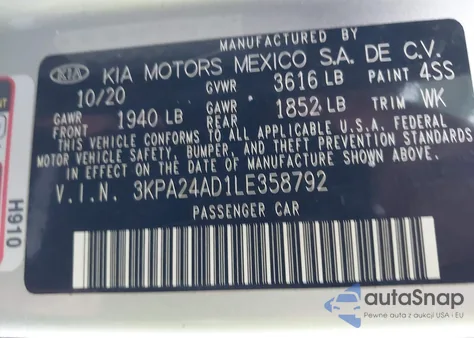 MANUFACTURED BY
KIA KIA MOTORS MEXICO S.A. DE C.V.
10/20 GVWR 3616 LB PAINT 4SS
GAWR FRONT 1940 LB GAWR REAR 1852 LB TRIM WK
THIS VEHICLE CONFORMS TO ALL APPLICABLE U.S.A. FEDERAL
MOTOR VEHICLE SAFETY, BUMPER, AND THEFT PREVENTION STANDARDS
IN EFFECT ON THE DATE OF MANUFACTURE SHOWN ABOVE.
V.I.N. 3KPA24AD1LE358792
PASSENGER CAR
H910
autaSnap
Pewne auta z aukcji USA i EU